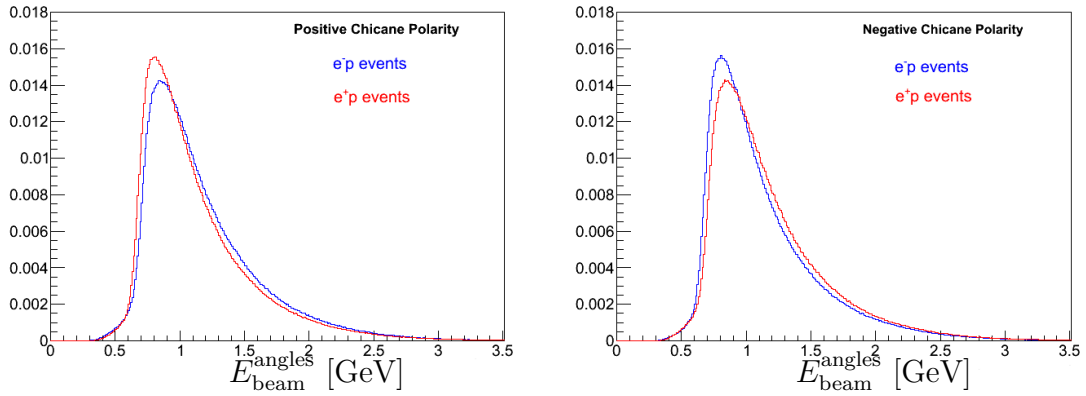 Positive Chicane Polarity
e⁻p events
e⁺p events
0.018
0.016
0.014
0.012
0.01
0.008
0.006
0.004
0.002
0
0 0.5 1 1.5 2 2.5 3 3.5
E_beam^angles [GeV]
Negative Chicane Polarity
e⁻p events
e⁺p events
0.018
0.016
0.014
0.012
0.01
0.008
0.006
0.004
0.002
0
0 0.5 1 1.5 2 2.5 3 3.5
E_beam^angles [GeV]